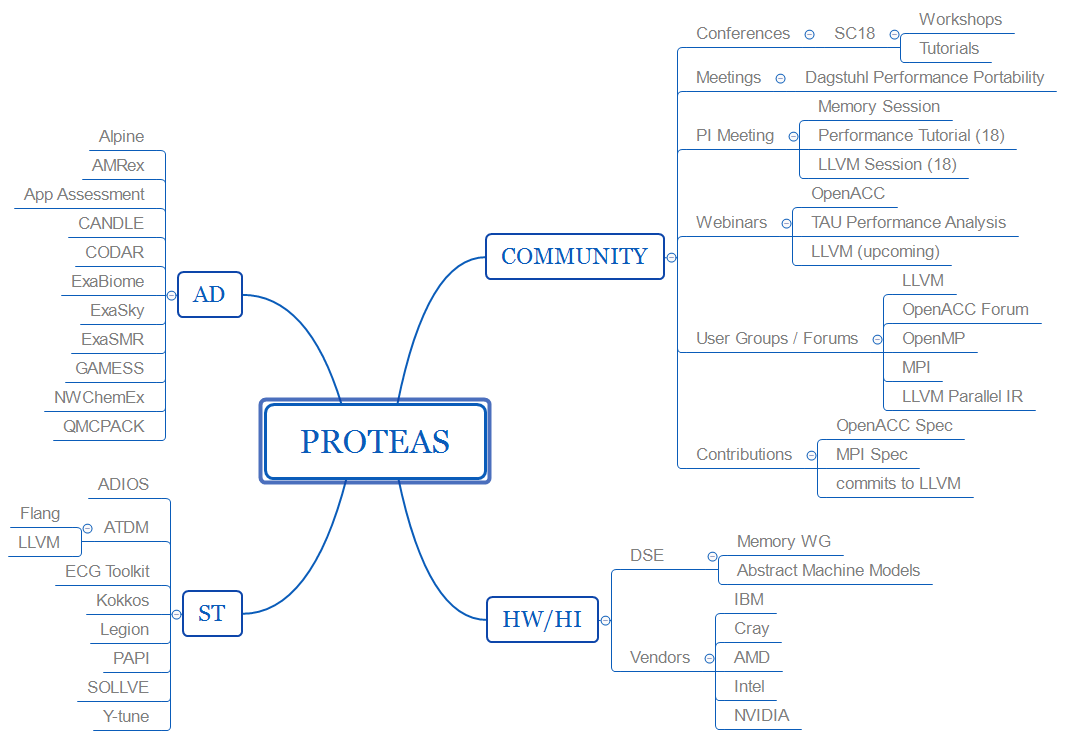 PROTEAS
COMMUNITY
Conferences
SC18
Workshops
Tutorials
Meetings
Dagstuhl Performance Portability
PI Meeting
Memory Session
Performance Tutorial (18)
LLVM Session (18)
Webinars
OpenACC
TAU Performance Analysis
LLVM (upcoming)
User Groups / Forums
LLVM
OpenACC Forum
OpenMP
MPI
LLVM Parallel IR
Contributions
OpenACC Spec
MPI Spec
commits to LLVM
HW/HI
DSE
Memory WG
Abstract Machine Models
Vendors
IBM
Cray
AMD
Intel
NVIDIA
AD
Alpine
AMRex
App Assessment
CANDLE
CODAR
ExaBiome
ExaSky
ExaSMR
GAMESS
NWChemEx
QMCPACK
ST
ADIOS
ATDM
Flang
LLVM
ECG Toolkit
Kokkos
Legion
PAPI
SOLLVE
Y-tune